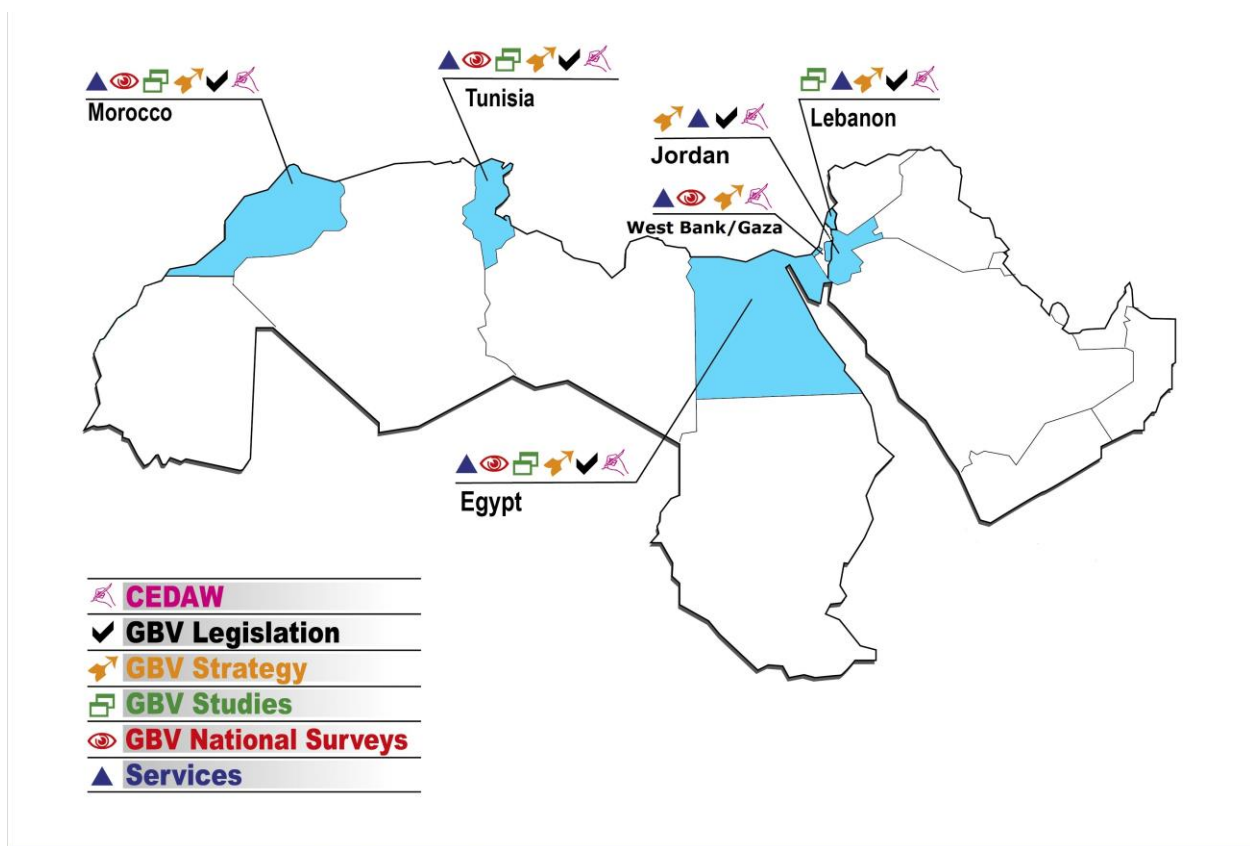 Morocco
Tunisia
Lebanon
Jordan
West Bank/Gaza
Egypt
CEDAW
GBV Legislation
GBV Strategy
GBV Studies
GBV National Surveys
Services